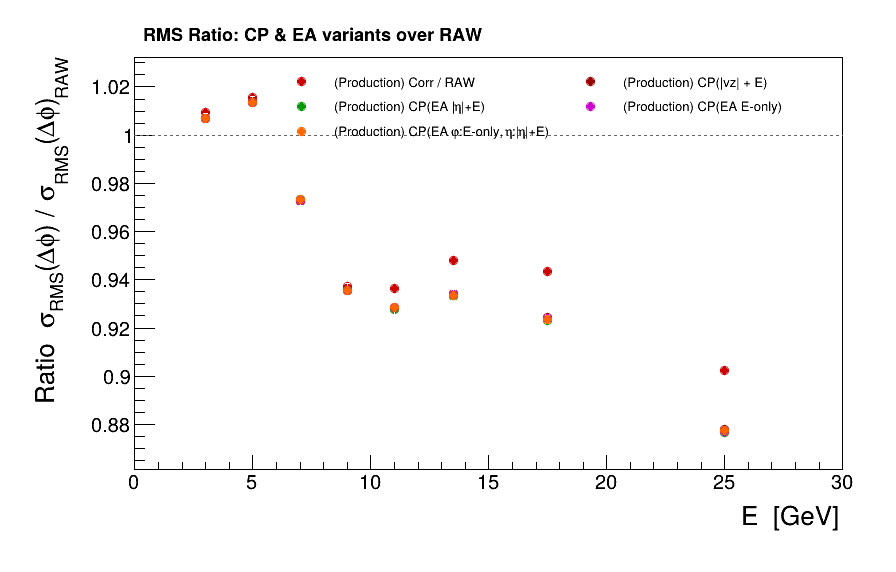 RMS Ratio: CP & EA variants over RAW
Ratio σRMS(Δϕ) / σRMS(Δϕ)RAW
(Production) Corr / RAW
(Production) CP(|vz| + E)
(Production) CP(EA |η|+E)
(Production) CP(EA E-only)
(Production) CP(EA φ:E-only, η:|η|+E)
1.02
1
0.98
0.96
0.94
0.92
0.9
0.88
0 5 10 15 20 25 30
E [GeV]